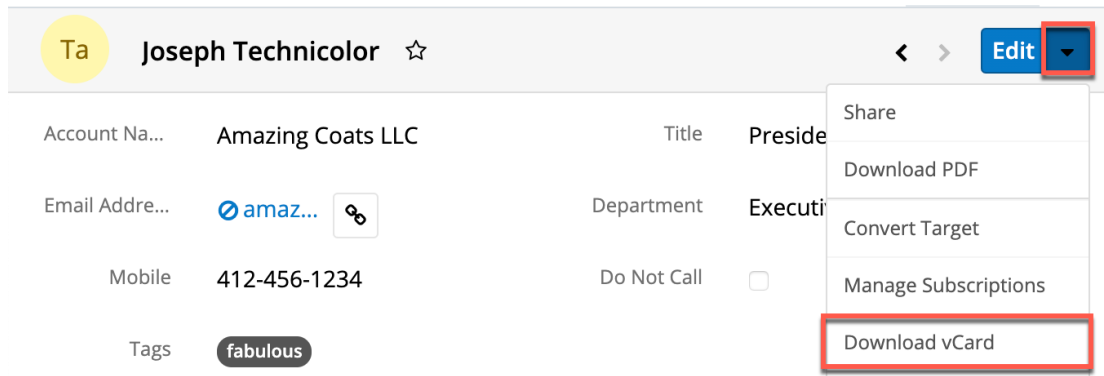 Ta
Joseph Technicolor
Edit
Share
Account Na...
Amazing Coats LLC
Title
Preside
Download PDF
Email Addre...
amaz...
Department
Executi
Convert Target
Mobile
412-456-1234
Do Not Call
Manage Subscriptions
Tags
fabulous
Download vCard